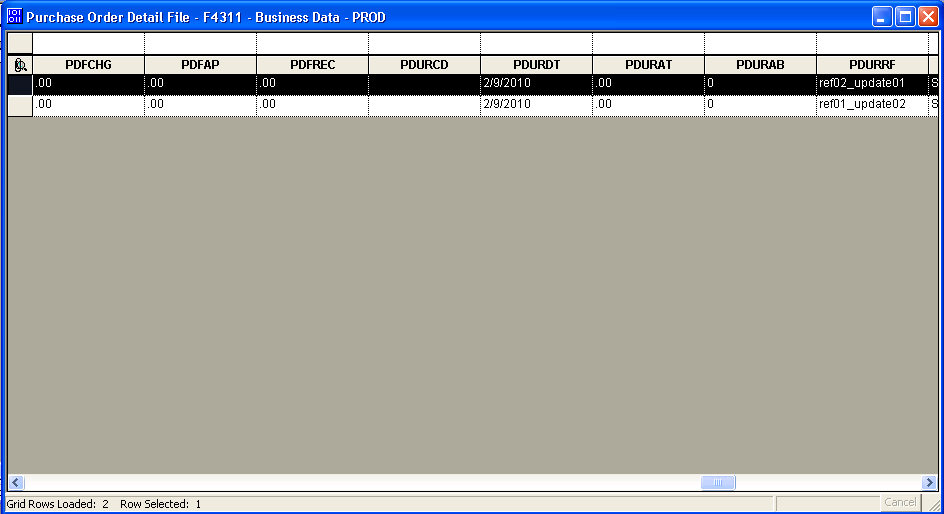 Purchase Order Detail File - F4311 - Business Data - PROD
PDFCHG PDFAP PDFREC PDURCD PDURDT PDURAT PDURAB PDURRF
.00 .00 .00 2/9/2010 .00 0 ref02_update01 S
.00 .00 .00 2/9/2010 .00 0 ref01_update02 S
Grid Rows Loaded: 2 Row Selected: 1 Cancel